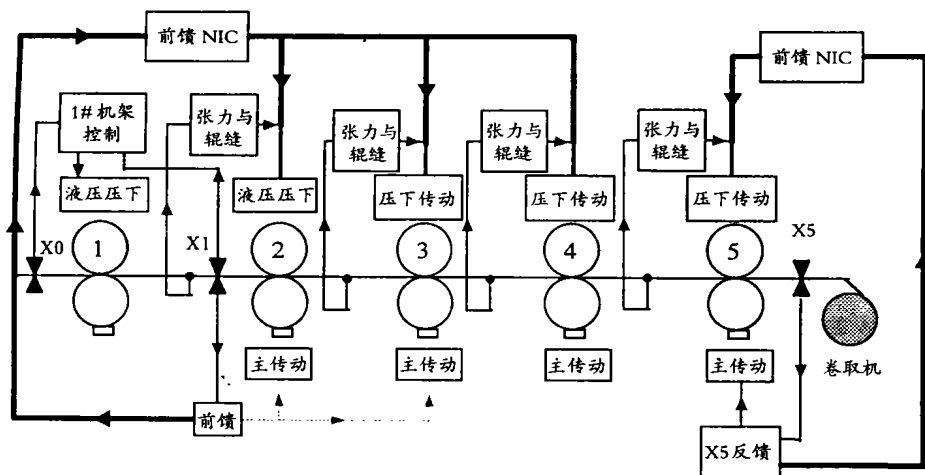 前馈 NIC
前馈 NIC
1#机架
控制
张力与
辊缝
张力与
辊缝
张力与
辊缝
张力与
辊缝
液压压下
液压压下
压下传动
压下传动
压下传动
X0
1
X1
2
3
4
5
X5
主传动
主传动
主传动
主传动
卷取机
前馈
X5反馈